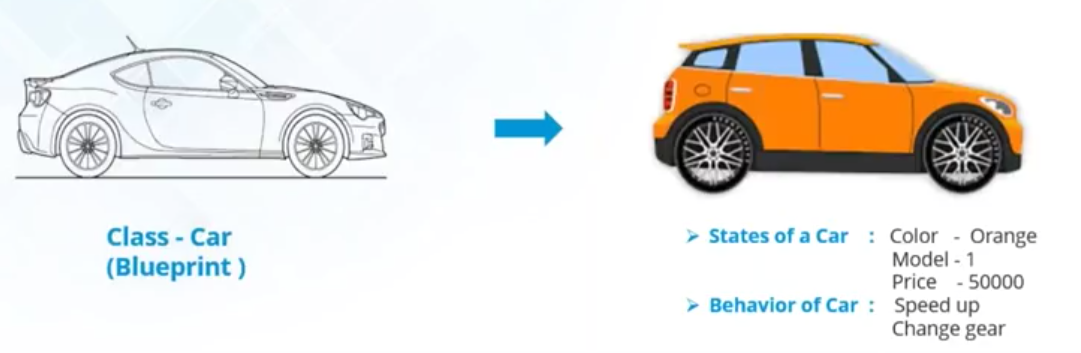 Class - Car
(Blueprint )
➢ States of a Car : Color - Orange
Model - 1
Price - 50000
➢ Behavior of Car : Speed up
Change gear